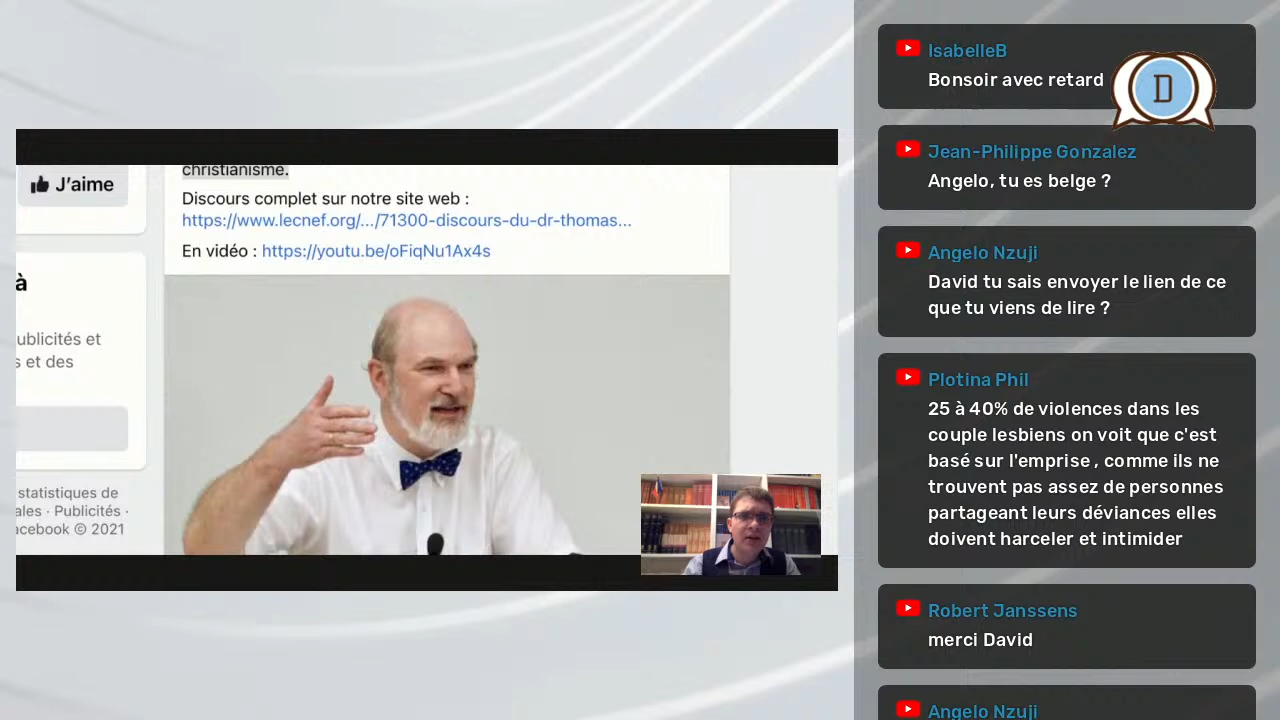 christianisme.
J'aime
Discours complet sur notre site web :
https://www.lecnef.org/.../71300-discours-du-dr-thomas...
En vidéo : https://youtu.be/oFiqNu1Ax4s
à
ublicités et
s et des
statistiques de
ales · Publicités ·
acebook © 2021
IsabelleB
Bonsoir avec retard
D
Jean-Philippe Gonzalez
Angelo, tu es belge ?
Angelo Nzuji
David tu sais envoyer le lien de ce
que tu viens de lire ?
Plotina Phil
25 à 40% de violences dans les
couple lesbiens on voit que c'est
basé sur l'emprise , comme ils ne
trouvent pas assez de personnes
partageant leurs déviances elles
doivent harceler et intimider
Robert Janssens
merci David
Angelo Nzuji